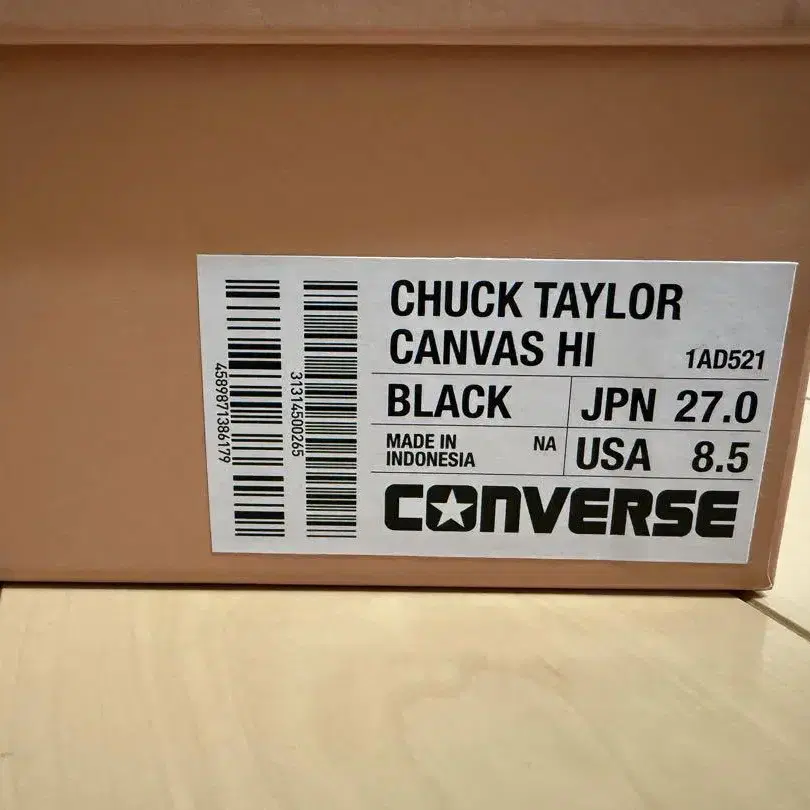 4589871386179
31314500265
CHUCK TAYLOR
CANVAS HI 1AD521
BLACK JPN 27.0
MADE IN NA
INDONESIA
USA 8.5
CONVERSE